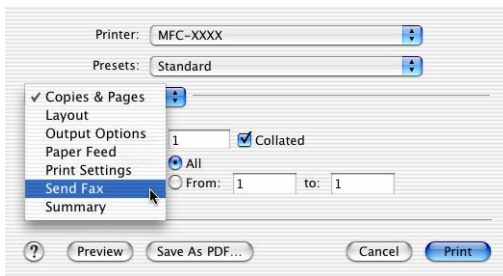 Printer: MFC-XXXX
Presets: Standard
✓ Copies & Pages
Layout
Output Options
1 Collated
Paper Feed
All
Print Settings
From: 1 to: 1
Send Fax
Summary
? Preview Save As PDF... Cancel Print